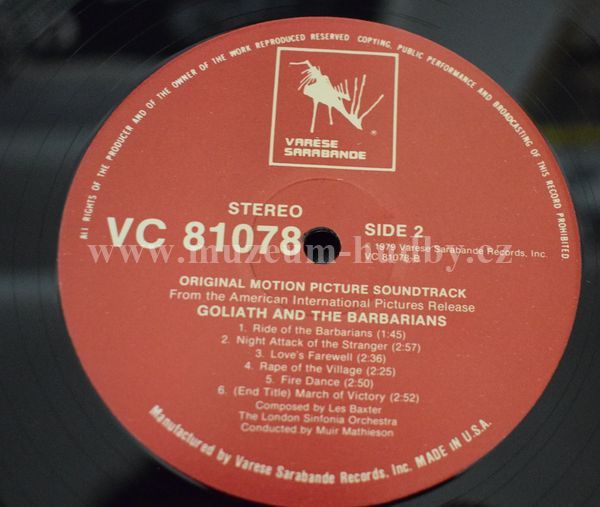 ALL RIGHTS OF THE PRODUCER AND OF THE OWNER OF THE WORK REPRODUCED RESERVED COPYING, PUBLIC PERFORMANCE AND BROADCASTING OF THIS RECORD PROHIBITED.
VARÈSE
SARABANDE®
STEREO
VC 81078
SIDE 2
1979 Varese Sarabande Records, Inc.
VC 81078-B
www.muzeum-hudby.cz
ORIGINAL MOTION PICTURE SOUNDTRACK
From the American International Pictures Release
GOLIATH AND THE BARBARIANS
1. Ride of the Barbarians (1:45)
2. Night Attack of the Stranger (2:57)
3. Love's Farewell (2:36)
4. Rape of the Village (2:25)
5. Fire Dance (2:50)
6. (End Title) March of Victory (2:52)
Composed by Les Baxter
The London Sinfonia Orchestra
Conducted by Muir Mathieson
Manufactured by Varese Sarabande Records, Inc. MADE IN U.S.A.